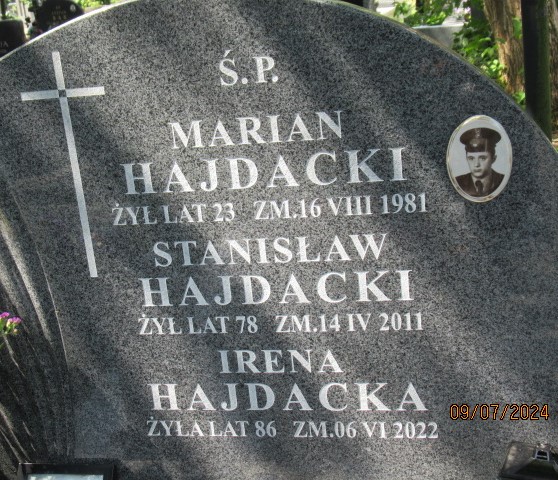 Ś.P.
MARIAN
HAJDACKI
ŻYŁ LAT 23 ZM.16 VIII 1981
STANISŁAW
HAJDACKI
ŻYŁ LAT 78 ZM.14 IV 2011
IRENA
HAJDACKA
ŻYŁA LAT 86 ZM.06 VI 2022
09/07/2024